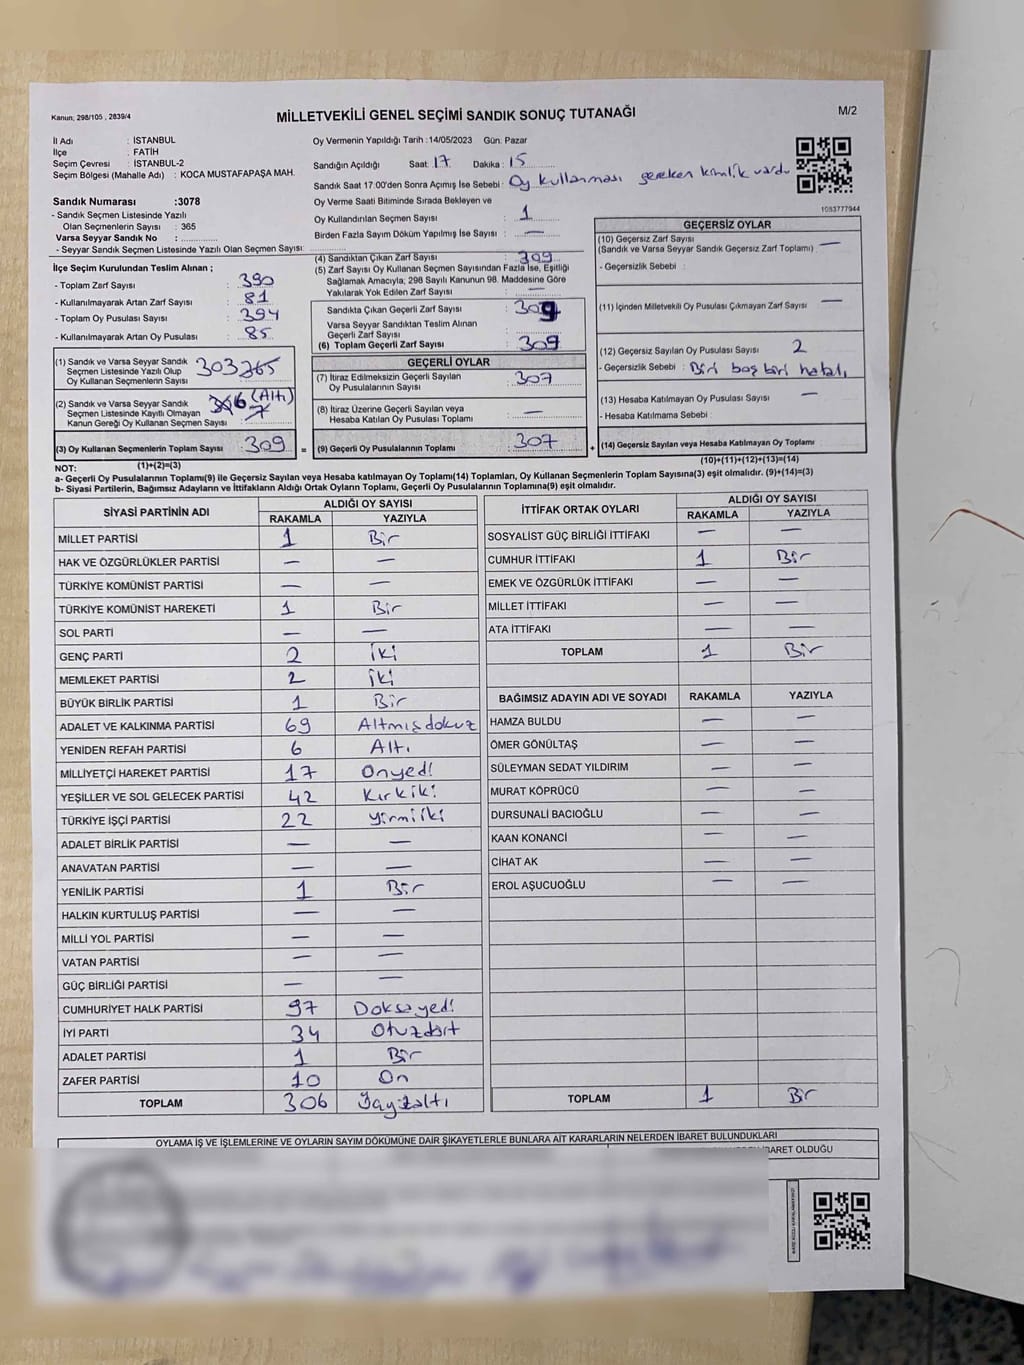 Kanun; 298/105 , 2839/4
MİLLETVEKİLİ GENEL SEÇİMİ SANDIK SONUÇ TUTANAĞI
M/2
İl Adı : İSTANBUL
İlçe : FATİH
Seçim Çevresi : İSTANBUL-2
Seçim Bölgesi (Mahalle Adı) : KOCA MUSTAFAPAŞA MAH.
Sandık Numarası :3078
- Sandık Seçmen Listesinde Yazılı
Olan Seçmenlerin Sayısı : 365
Varsa Seyyar Sandık No :
- Seyyar Sandık Seçmen Listesinde Yazılı Olan Seçmen Sayısı:
Oy Vermenin Yapıldığı Tarih :14/05/2023 Gün: Pazar
Sandığın Açıldığı Saat : 17 Dakika : 15
Sandık Saat 17:00'den Sonra Açımış İse Sebebi : Oy kullanması gereken kimlik vardı
Oy Verme Saati Bitiminde Sırada Bekleyen ve
Oy Kullandırılan Seçmen Sayısı : 1
Birden Fazla Sayım Döküm Yapılmış İse Sayısı : —
1083777944
İlçe Seçim Kurulundan Teslim Alınan ;
- Toplam Zarf Sayısı : 390
- Kullanılmayarak Artan Zarf Sayısı : 81
- Toplam Oy Pusulası Sayısı : 394
- Kullanılmayarak Artan Oy Pusulası : 85
(1) Sandık ve Varsa Seyyar Sandık
Seçmen Listesinde Yazılı Olup
Oy Kullanan Seçmenlerin Sayısı 303
(2) Sandık ve Varsa Seyyar Sandık
Seçmen Listesinde Kayıtlı Olmayan
Kanun Gereği Oy Kullanan Seçmen Sayısı : 6 (Altı)
(3) Oy Kullanan Seçmenlerin Toplam Sayısı : 309
(4) Sandıktan Çıkan Zarf Sayısı : 309
(5) Zarf Sayısı Oy Kullanan Seçmen Sayısından Fazla İse, Eşitliği
Sağlamak Amacıyla; 298 Sayılı Kanunun 98. Maddesine Göre
Yakılarak Yok Edilen Zarf Sayısı : —
Sandıkta Çıkan Geçerli Zarf Sayısı : 309
Varsa Seyyar Sandıktan Teslim Alınan
Geçerli Zarf Sayısı :
(6) Toplam Geçerli Zarf Sayısı : 309
GEÇERLİ OYLAR
(7) İtiraz Edilmeksizin Geçerli Sayılan
Oy Pusulalarının Sayısı : 307
(8) İtiraz Üzerine Geçerli Sayılan veya
Hesaba Katılan Oy Pusulası Toplamı : —
= (9) Geçerli Oy Pusulalarının Toplamı : 307 +
GEÇERSİZ OYLAR
(10) Geçersiz Zarf Sayısı : —
(Sandık ve Varsa Seyyar Sandık Geçersiz Zarf Toplamı)
- Geçersizlik Sebebi :
(11) İçinden Milletvekili Oy Pusulası Çıkmayan Zarf Sayısı : —
(12) Geçersiz Sayılan Oy Pusulası Sayısı : 2
- Geçersizlik Sebebi : Biri boş biri hatalı
(13) Hesaba Katılmayan Oy Pusulası Sayısı : —
- Hesaba Katılmama Sebebi :
(14) Geçersiz Sayılan veya Hesaba Katılmayan Oy Toplamı
NOT: (1)+(2)=(3)
(10)+(11)+(12)+(13)=(14)
a- Geçerli Oy Pusulalarının Toplamı(9) ile Geçersiz Sayılan veya Hesaba katılmayan Oy Toplamı(14) Toplamları, Oy Kullanan Seçmenlerin Toplam Sayısına(3) eşit olmalıdır. (9)+(14)=(3)
b- Siyasi Partilerin, Bağımsız Adayların ve İttifakların Aldığı Ortak Oyların Toplamı, Geçerli Oy Pusulalarının Toplamına(9) eşit olmalıdır.
SİYASİ PARTİNİN ADI ALDIĞI OY SAYISI
RAKAMLA YAZIYLA
MİLLET PARTİSİ 1 Bir
HAK VE ÖZGÜRLÜKLER PARTİSİ — —
TÜRKİYE KOMÜNİST PARTİSİ — —
TÜRKİYE KOMÜNİST HAREKETİ 1 Bir
SOL PARTİ — —
GENÇ PARTİ 2 İki
MEMLEKET PARTİSİ 2 İki
BÜYÜK BİRLİK PARTİSİ 1 Bir
ADALET VE KALKINMA PARTİSİ 69 Altmışdokuz
YENİDEN REFAH PARTİSİ 6 Altı
MİLLİYETÇİ HAREKET PARTİSİ 17 Onyedi
YEŞİLLER VE SOL GELECEK PARTİSİ 42 Kırkiki
TÜRKİYE İŞÇİ PARTİSİ 22 Yirmiiki
ADALET BİRLİK PARTİSİ — —
ANAVATAN PARTİSİ — —
YENİLİK PARTİSİ 1 Bir
HALKIN KURTULUŞ PARTİSİ — —
MİLLİ YOL PARTİSİ — —
VATAN PARTİSİ — —
GÜÇ BİRLİĞİ PARTİSİ — —
CUMHURİYET HALK PARTİSİ 97 Doksayedi
İYİ PARTİ 34 Otuzdört
ADALET PARTİSİ 1 Bir
ZAFER PARTİSİ 10 On
TOPLAM 306
İTTİFAK ORTAK OYLARI ALDIĞI OY SAYISI
RAKAMLA YAZIYLA
SOSYALİST GÜÇ BİRLİĞİ İTTİFAKI — —
CUMHUR İTTİFAKI 1 Bir
EMEK VE ÖZGÜRLÜK İTTİFAKI — —
MİLLET İTTİFAKI — —
ATA İTTİFAKI — —
TOPLAM 1 Bir
BAĞIMSIZ ADAYIN ADI VE SOYADI RAKAMLA YAZIYLA
HAMZA BULDU — —
ÖMER GÖNÜLTAŞ — —
SÜLEYMAN SEDAT YILDIRIM — —
MURAT KÖPRÜCÜ — —
DURSUNALİ BACIOĞLU — —
KAAN KONANCİ — —
CİHAT AK — —
EROL AŞUCUOĞLU — —
TOPLAM 1 Bir
OYLAMA İŞ VE İŞLEMLERİNE VE OYLARIN SAYIM DÖKÜMÜNE DAİR ŞİKAYETLERLE BUNLARA AİT KARARLARIN NELERDEN İBARET BULUNDUKLARI
İBARET OLDUĞU